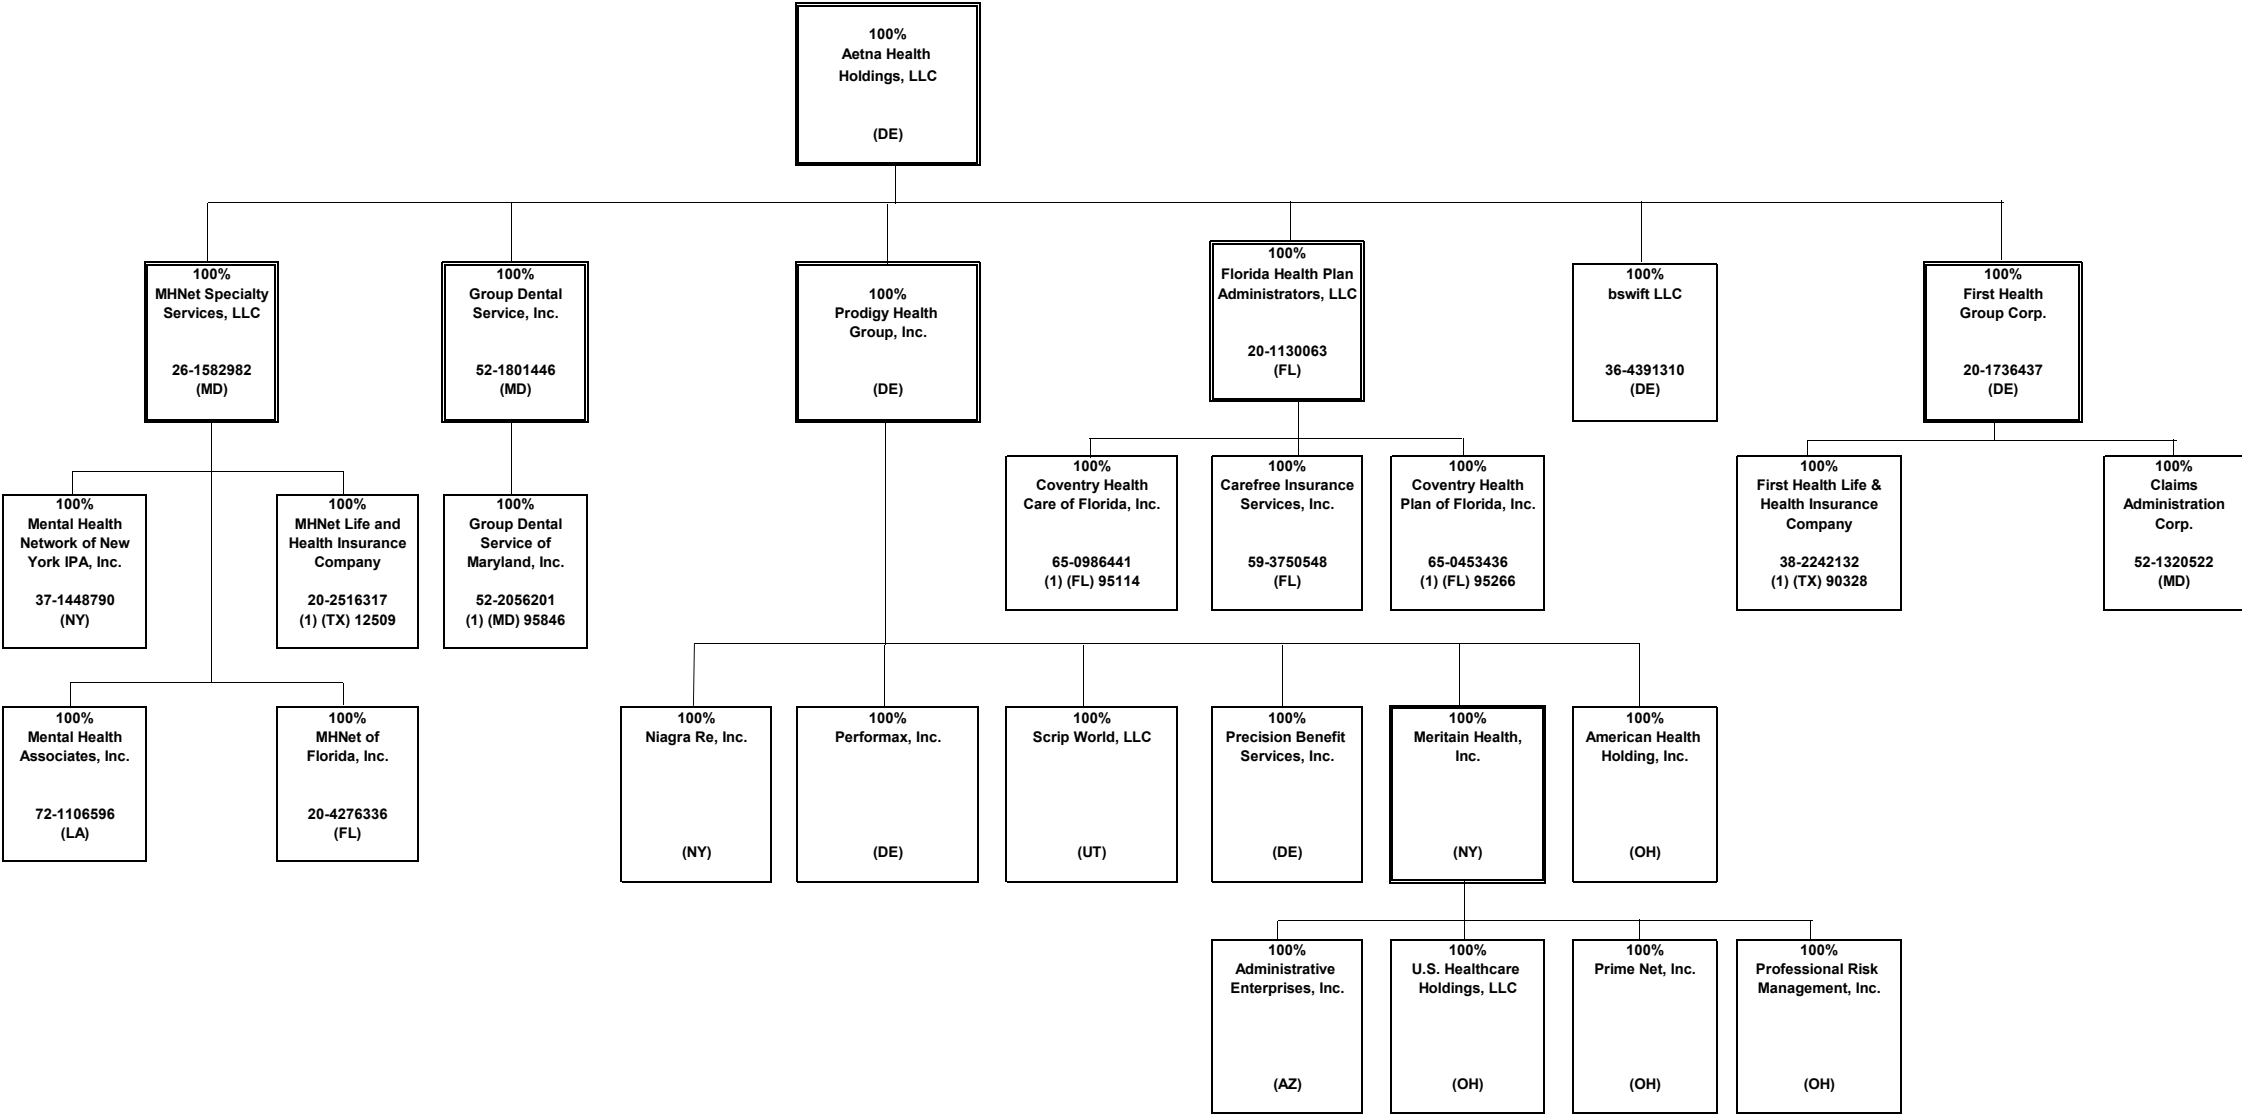 100%
Aetna Health
Holdings, LLC
(DE)
100%
MHNet Specialty
Services, LLC
26-1582982
(MD)
100%
Group Dental
Service, Inc.
52-1801446
(MD)
100%
Prodigy Health
Group, Inc.
(DE)
100%
Florida Health Plan
Administrators, LLC
20-1130063
(FL)
100%
bswift LLC
36-4391310
(DE)
100%
First Health
Group Corp.
20-1736437
(DE)
100%
Mental Health
Network of New
York IPA, Inc.
37-1448790
(NY)
100%
MHNet Life and
Health Insurance
Company
20-2516317
(1) (TX) 12509
100%
Group Dental
Service of
Maryland, Inc.
52-2056201
(1) (MD) 95846
100%
Coventry Health
Care of Florida, Inc.
65-0986441
(1) (FL) 95114
100%
Carefree Insurance
Services, Inc.
59-3750548
(FL)
100%
Coventry Health
Plan of Florida, Inc.
65-0453436
(1) (FL) 95266
100%
First Health Life &
Health Insurance
Company
38-2242132
(1) (TX) 90328
100%
Claims
Administration
Corp.
52-1320522
(MD)
100%
Mental Health
Associates, Inc.
72-1106596
(LA)
100%
MHNet of
Florida, Inc.
20-4276336
(FL)
100%
Niagra Re, Inc.
(NY)
100%
Performax, Inc.
(DE)
100%
Scrip World, LLC
(UT)
100%
Precision Benefit
Services, Inc.
(DE)
100%
Meritain Health,
Inc.
(NY)
100%
American Health
Holding, Inc.
(OH)
100%
Administrative
Enterprises, Inc.
(AZ)
100%
U.S. Healthcare
Holdings, LLC
(OH)
100%
Prime Net, Inc.
(OH)
100%
Professional Risk
Management, Inc.
(OH)